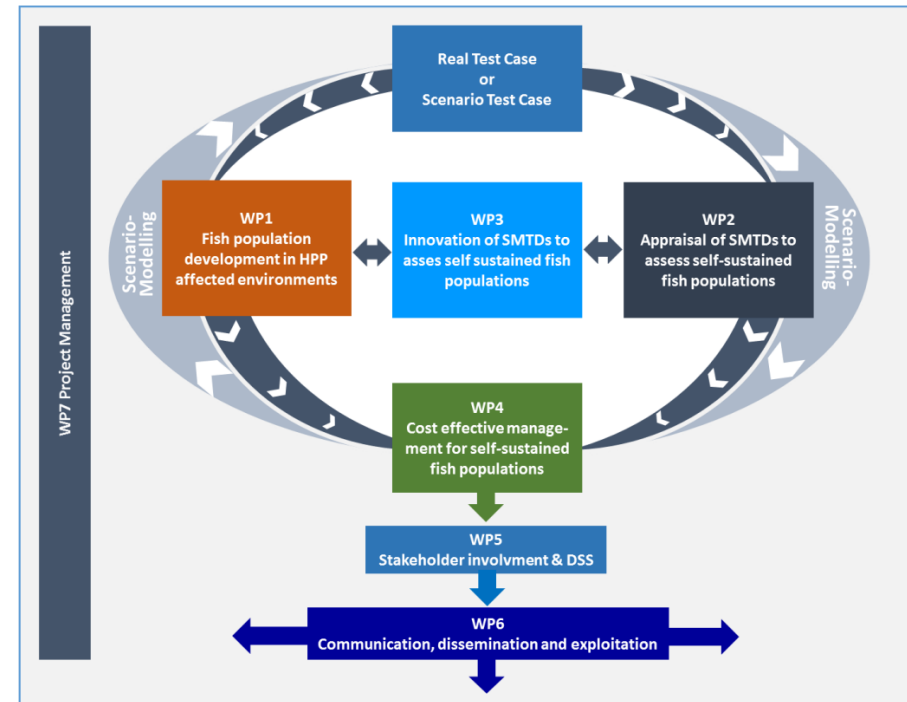 Real Test Case
or
Scenario Test Case
WP7 Project Management
Scenario-
Modelling
WP1
Fish population
development in HPP
affected environments
WP3
Innovation of SMTDs to
asses self sustained fish
populations
WP2
Appraisal of SMTDs to
assess self-sustained
fish populations
Scenario-
Modelling
WP4
Cost effective manage-
ment for self-sustained
fish populations
WP5
Stakeholder involvment & DSS
WP6
Communication, dissemination and exploitation